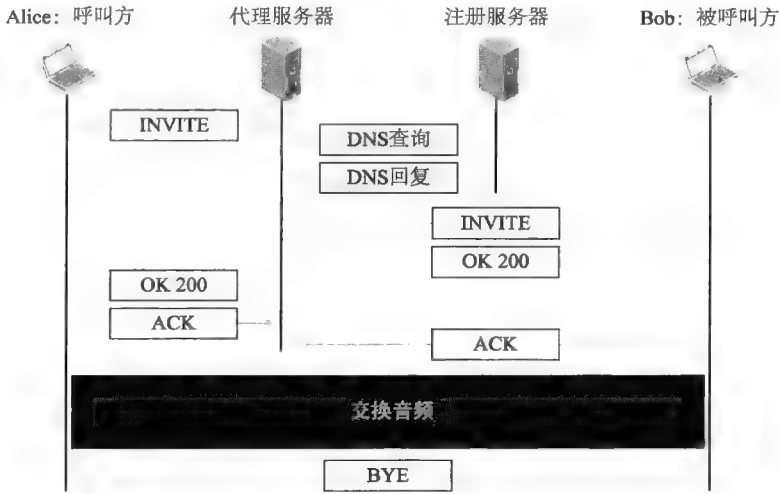 Alice：呼叫方 代理服务器 注册服务器 Bob：被呼叫方
INVITE
DNS查询
DNS回复
INVITE
OK 200
OK 200
ACK
ACK
交换音频
BYE